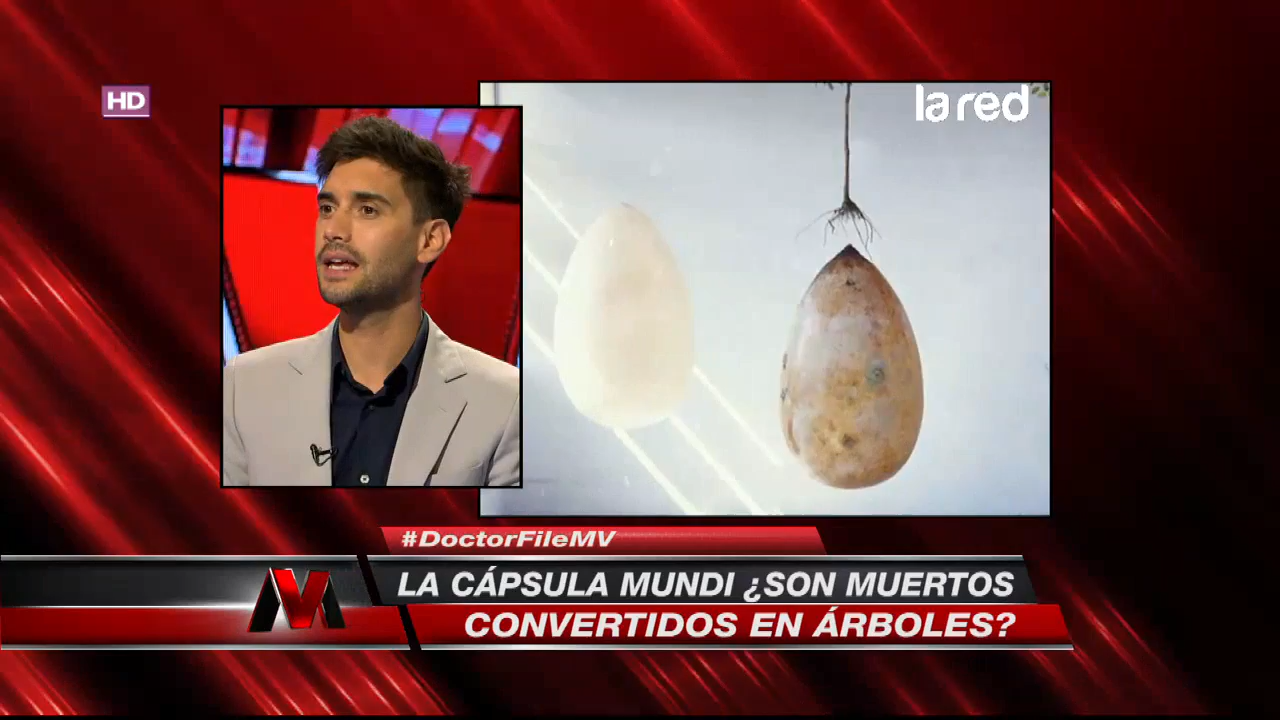 HD
la red
#DoctorFileMV
LA CÁPSULA MUNDI ¿SON MUERTOS
CONVERTIDOS EN ÁRBOLES?